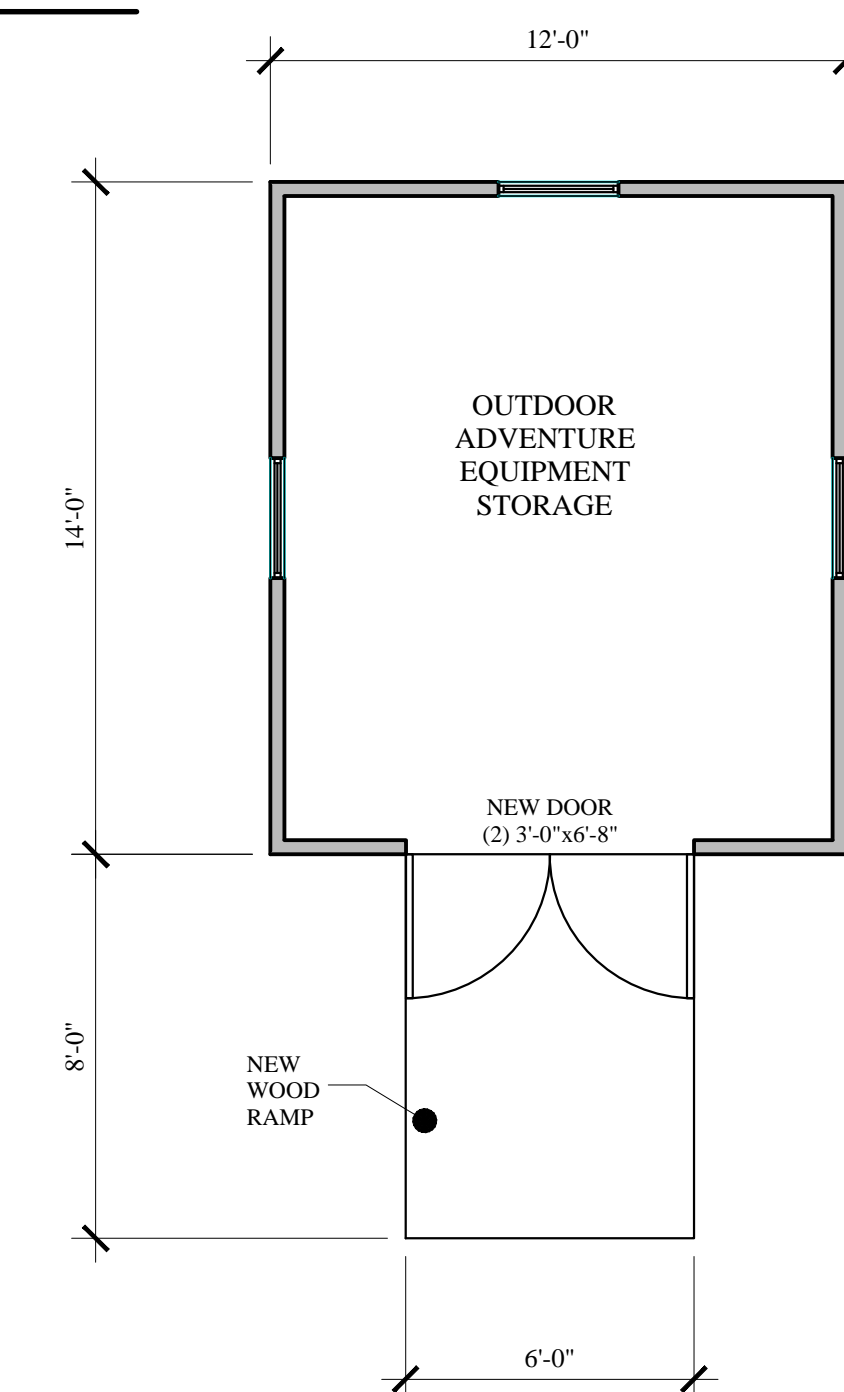 12'-0"
OUTDOOR
ADVENTURE
EQUIPMENT
STORAGE
14'-0"
NEW DOOR
(2) 3'-0"x6'-8"
8'-0"
NEW
WOOD
RAMP
6'-0"